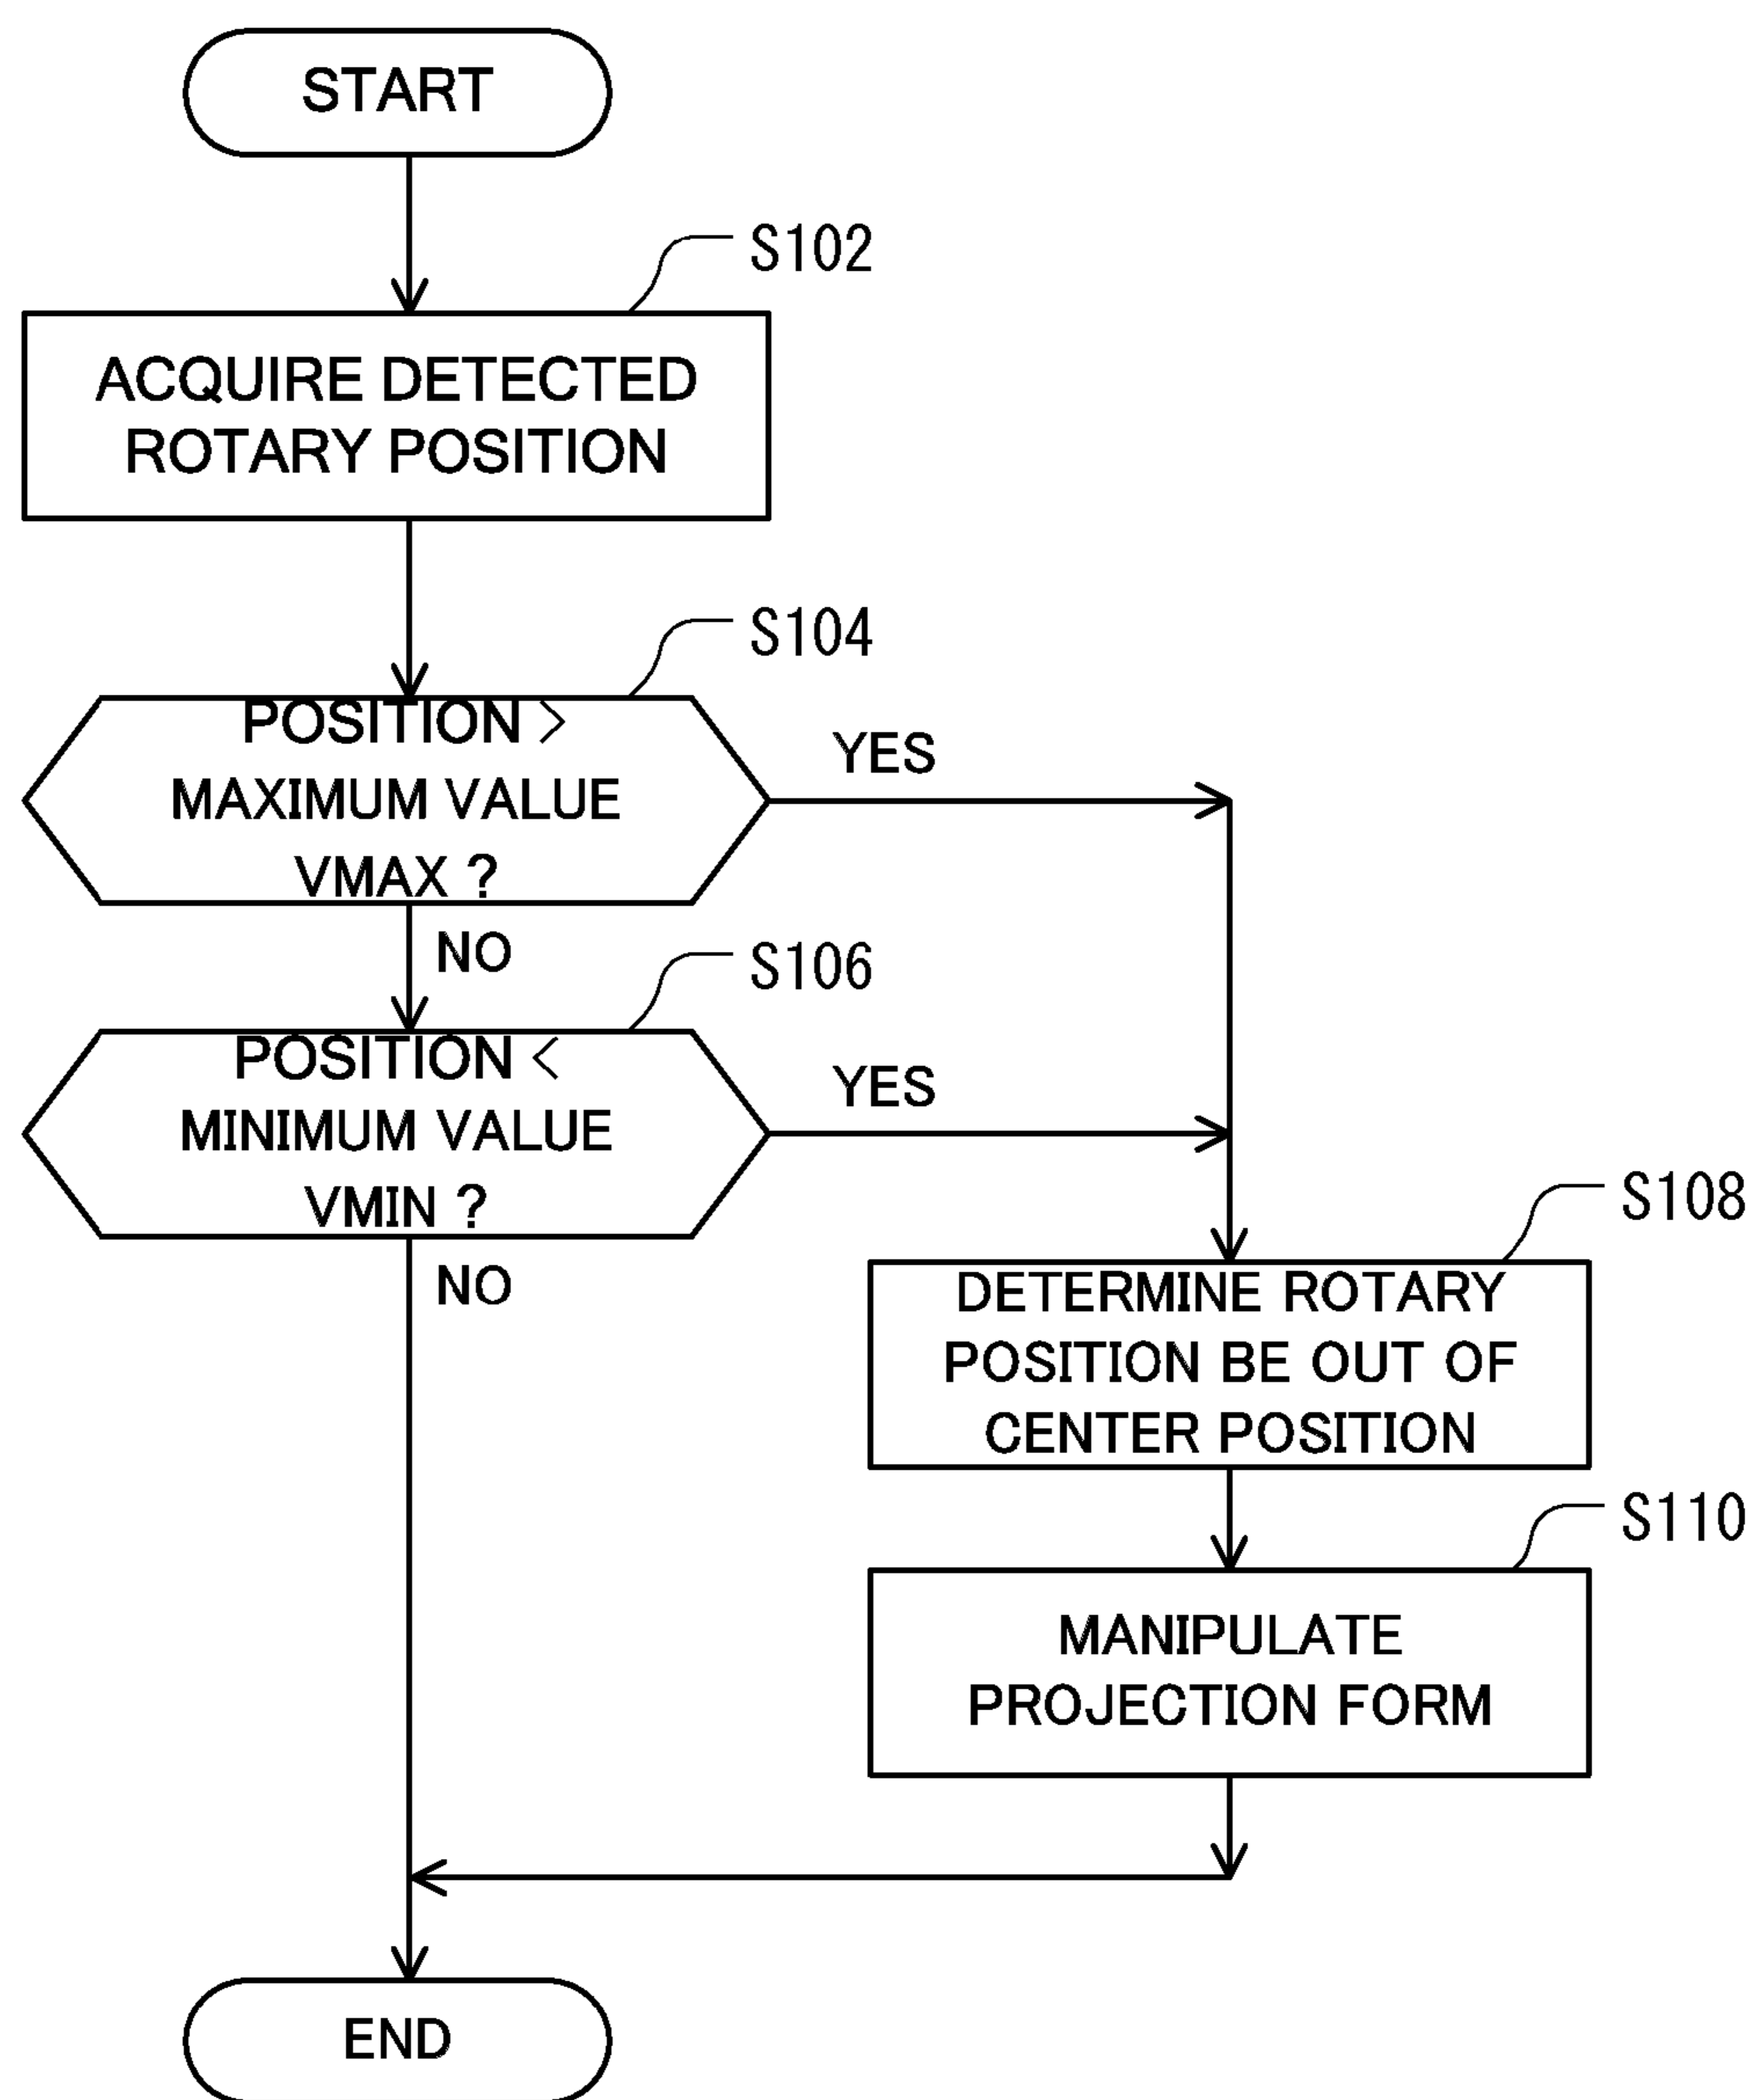 START
S102
ACQUIRE DETECTED
ROTARY POSITION
S104
POSITION >
MAXIMUM VALUE
VMAX ?
YES
NO
S106
POSITION <
MINIMUM VALUE
VMIN ?
YES
NO
S108
DETERMINE ROTARY
POSITION BE OUT OF
CENTER POSITION
S110
MANIPULATE
PROJECTION FORM
END